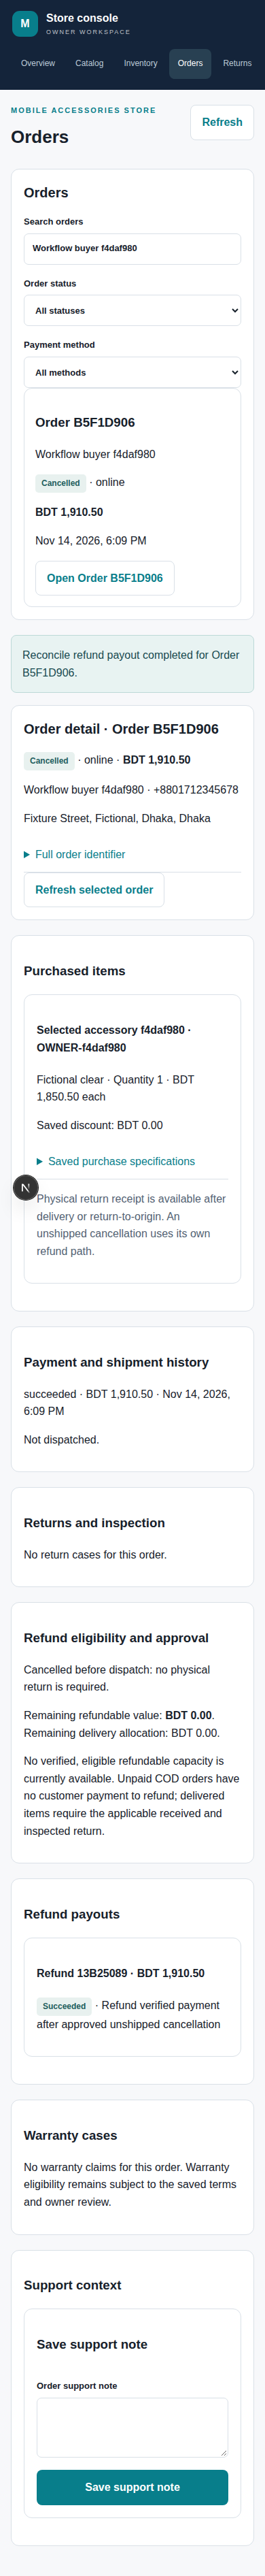 M
Store console
OWNER WORKSPACE
Overview
Catalog
Inventory
Orders
Returns
MOBILE ACCESSORIES STORE
Orders
Refresh
Orders
Search orders
Workflow buyer f4daf980
Order status
All statuses
Payment method
All methods
Order B5F1D906
Workflow buyer f4daf980
Cancelled · online
BDT 1,910.50
Nov 14, 2026, 6:09 PM
Open Order B5F1D906
Reconcile refund payout completed for Order
B5F1D906.
Order detail · Order B5F1D906
Cancelled · online · BDT 1,910.50
Workflow buyer f4daf980 · +8801712345678
Fixture Street, Fictional, Dhaka, Dhaka
Full order identifier
Refresh selected order
Purchased items
Selected accessory f4daf980 ·
OWNER-f4daf980
Fictional clear · Quantity 1 · BDT
1,850.50 each
Saved discount: BDT 0.00
Saved purchase specifications
N
Physical return receipt is available after
delivery or return-to-origin. An
unshipped cancellation uses its own
refund path.
Payment and shipment history
succeeded · BDT 1,910.50 · Nov 14, 2026,
6:09 PM
Not dispatched.
Returns and inspection
No return cases for this order.
Refund eligibility and approval
Cancelled before dispatch: no physical
return is required.
Remaining refundable value: BDT 0.00.
Remaining delivery allocation: BDT 0.00.
No verified, eligible refundable capacity is
currently available. Unpaid COD orders have
no customer payment to refund; delivered
items require the applicable received and
inspected return.
Refund payouts
Refund 13B25089 · BDT 1,910.50
Succeeded · Refund verified payment
after approved unshipped cancellation
Warranty cases
No warranty claims for this order. Warranty
eligibility remains subject to the saved terms
and owner review.
Support context
Save support note
Order support note
Save support note